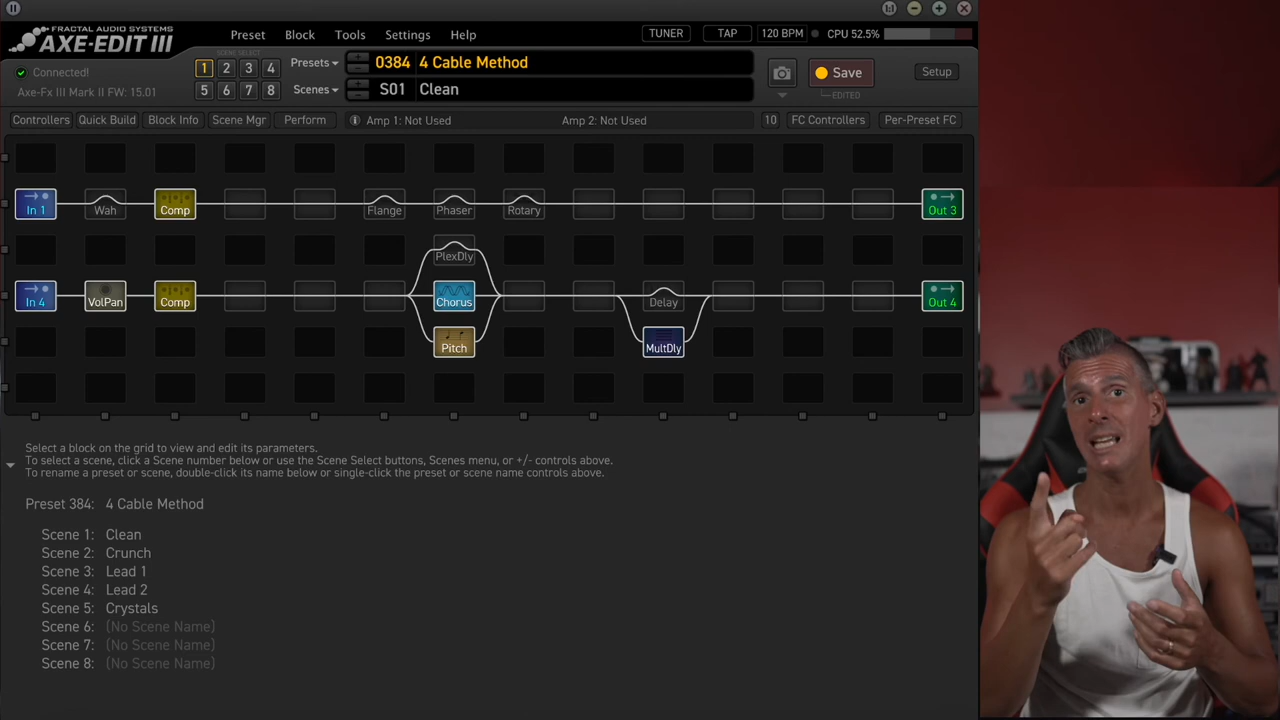 FRACTAL AUDIO SYSTEMS
AXE-EDIT III
Preset Block Tools Settings Help
TUNER TAP 120 BPM CPU 52.5%
SCENE SELECT
1 2 3 4
5 6 7 8
Connected!
Axe-Fx III Mark II FW: 15.01
Presets 0384 4 Cable Method
Scenes S01 Clean
Save
EDITED
Setup
Controllers Quick Build Block Info Scene Mgr Perform Amp 1: Not Used Amp 2: Not Used 10 FC Controllers Per-Preset FC
In 1 Wah Comp Flange Phaser Rotary Out 3
PlexDly
In 4 VolPan Comp Chorus Delay Out 4
Pitch MultDly
Select a block on the grid to view and edit its parameters.
To select a scene, click a Scene number below or use the Scene Select buttons, Scenes menu, or +/- controls above.
To rename a preset or scene, double-click its name below or single-click the preset or scene name controls above.
Preset 384: 4 Cable Method
Scene 1: Clean
Scene 2: Crunch
Scene 3: Lead 1
Scene 4: Lead 2
Scene 5: Crystals
Scene 6: (No Scene Name)
Scene 7: (No Scene Name)
Scene 8: (No Scene Name)